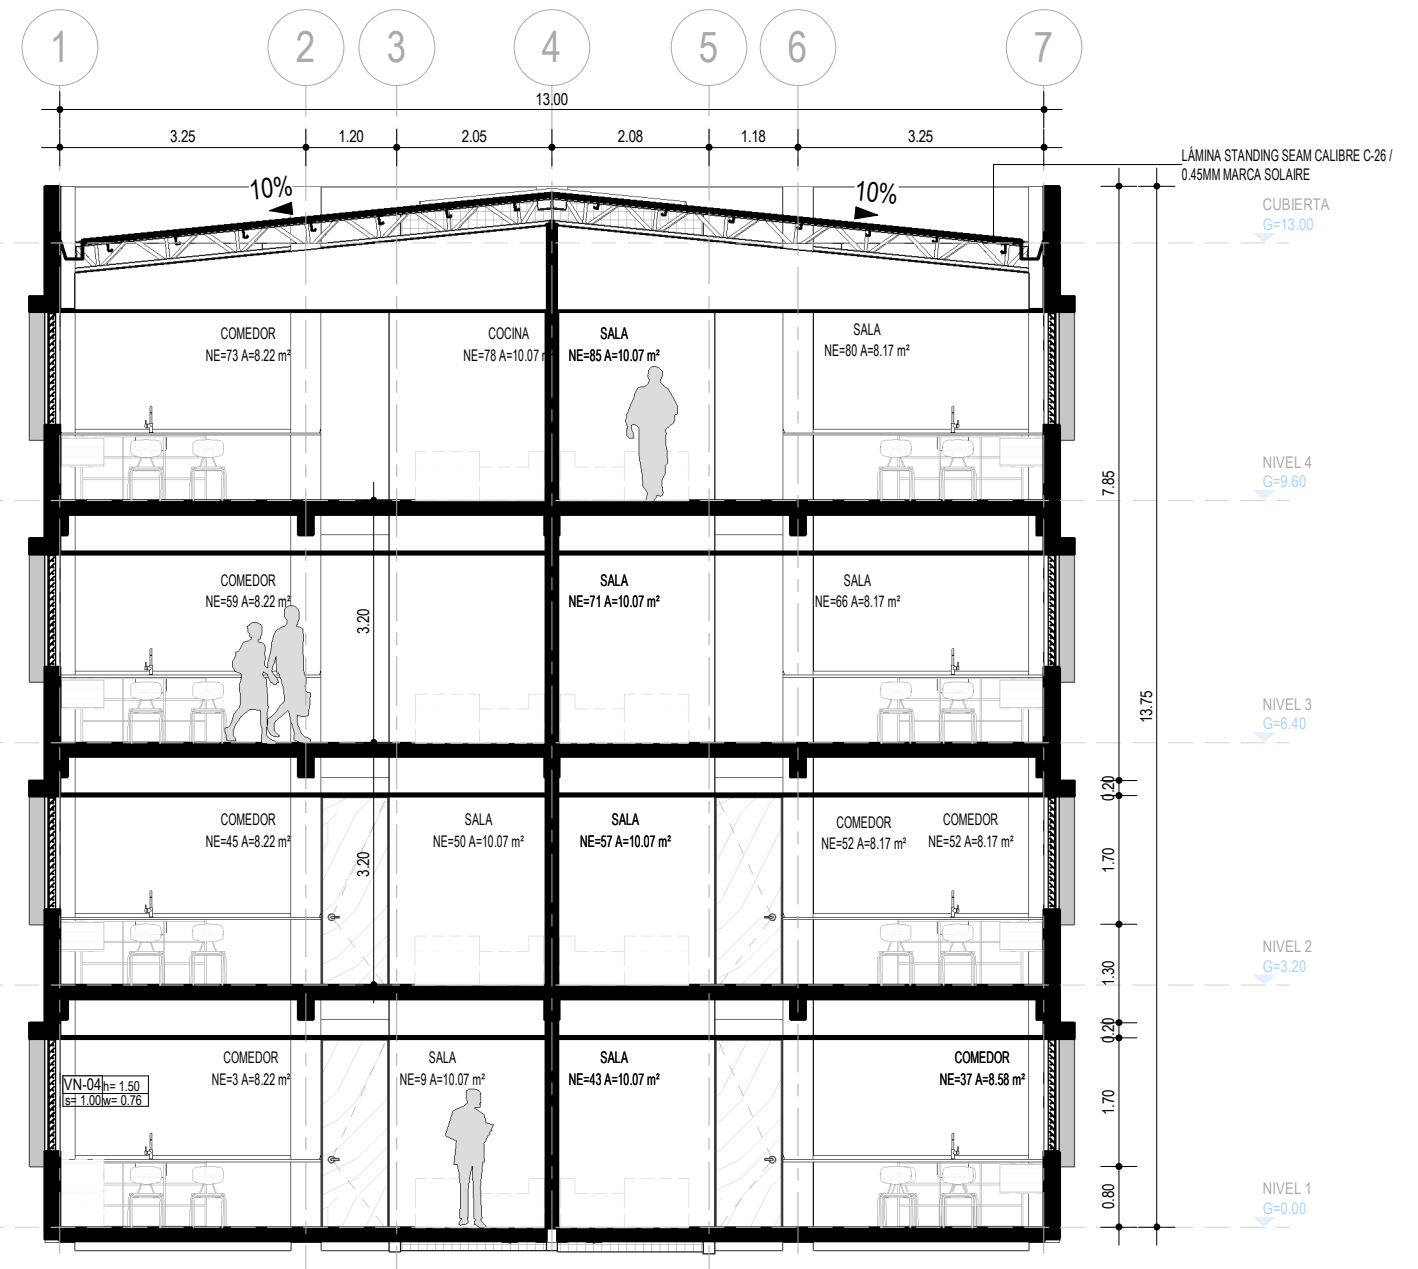 1 2 3 4 5 6 7
13.00
3.25 1.20 2.05 2.08 1.18 3.25
LÁMINA STANDING SEAM CALIBRE C-26 /
0.45MM MARCA SOLAIRE
10% 10%
CUBIERTA
G=13.00
COMEDOR
NE=73 A=8.22 m²
COCINA
NE=78 A=10.07 m
SALA
NE=85 A=10.07 m²
SALA
NE=80 A=8.17 m²
7.85
NIVEL 4
G=9.60
COMEDOR
NE=59 A=8.22 m²
3.20
SALA
NE=71 A=10.07 m²
SALA
NE=66 A=8.17 m²
13.75
NIVEL 3
G=6.40
0.20
COMEDOR
NE=45 A=8.22 m²
3.20
SALA
NE=50 A=10.07 m²
SALA
NE=57 A=10.07 m²
COMEDOR
NE=52 A=8.17 m²
COMEDOR
NE=52 A=8.17 m²
1.70
NIVEL 2
G=3.20
1.30
0.20
COMEDOR
NE=3 A=8.22 m²
VN-04 h= 1.50
s= 1.00 w= 0.76
SALA
NE=9 A=10.07 m²
SALA
NE=43 A=10.07 m²
COMEDOR
NE=37 A=8.58 m²
1.70
0.80
NIVEL 1
G=0.00